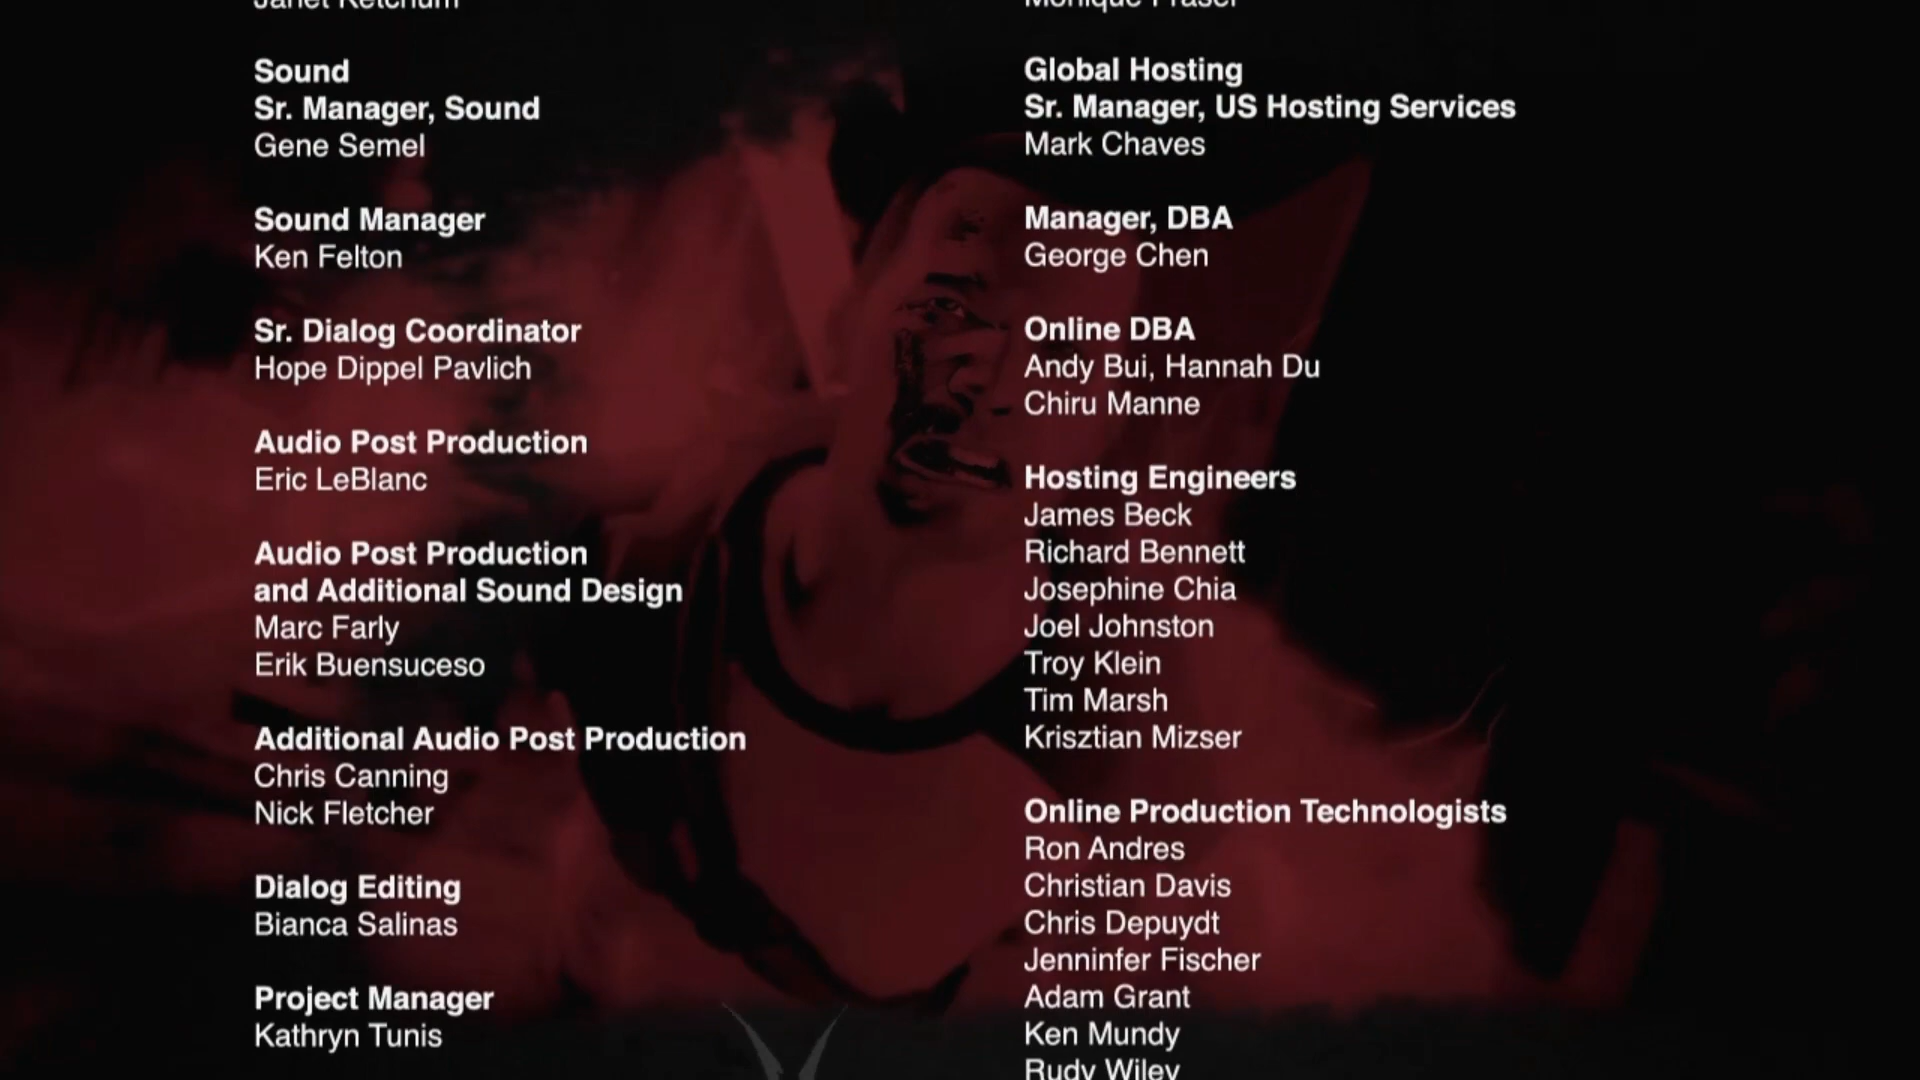 Janet Ketchum
Sound
Sr. Manager, Sound
Gene Semel
Sound Manager
Ken Felton
Sr. Dialog Coordinator
Hope Dippel Pavlich
Audio Post Production
Eric LeBlanc
Audio Post Production
and Additional Sound Design
Marc Farly
Erik Buensuceso
Additional Audio Post Production
Chris Canning
Nick Fletcher
Dialog Editing
Bianca Salinas
Project Manager
Kathryn Tunis
Monique Fraser
Global Hosting
Sr. Manager, US Hosting Services
Mark Chaves
Manager, DBA
George Chen
Online DBA
Andy Bui, Hannah Du
Chiru Manne
Hosting Engineers
James Beck
Richard Bennett
Josephine Chia
Joel Johnston
Troy Klein
Tim Marsh
Krisztian Mizser
Online Production Technologists
Ron Andres
Christian Davis
Chris Depuydt
Jenninfer Fischer
Adam Grant
Ken Mundy
Rudy Wiley